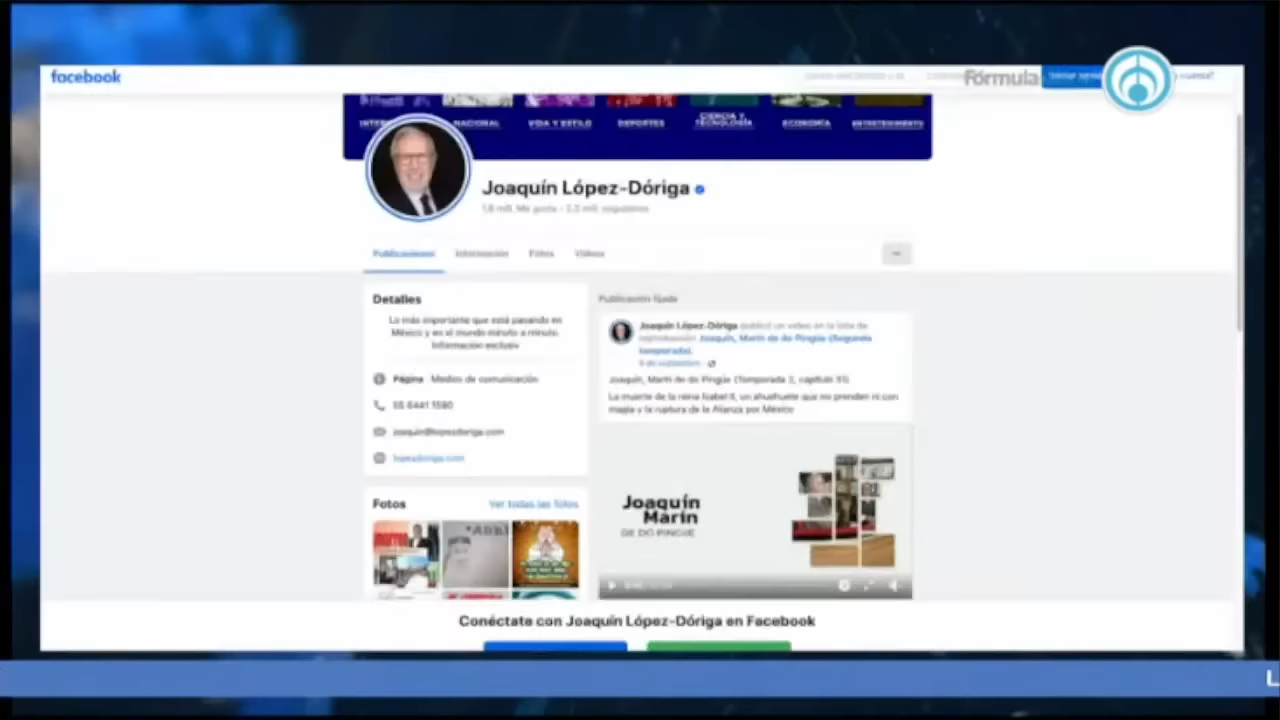 facebook
Fórmula
NACIONAL
VIDA Y ESTILO
DEPORTES
CIENCIA Y
TECNOLOGÍA
ECONOMÍA
ENTRETENIMIENTO
Joaquín López-Dóriga
Publicaciones
Información
Fotos
Videos
Detalles
Lo más importante que está pasando en
México y en el mundo minuto a minuto.
Información exclusiv
Página · Medios de comunicación
55 6441 1580
joaquin@lopezdoriga.com
lopezdoriga.com
Fotos
Ver todas las fotos
Publicación fijada
Joaquín López-Dóriga publicó un video en la lista de
reproducción Joaquín, Marín de do Pingüe (Segunda
temporada).
Joaquín, Marín de do Pingüe (Temporada 2, capítulo
La muerte de la reina Isabel II, un ahuehuete que no prenden ni con
magia y la ruptura de la Alianza por México
Joaquín
Marín
DE DO PINGÜE
Conéctate con Joaquín López-Dóriga en Facebook
L